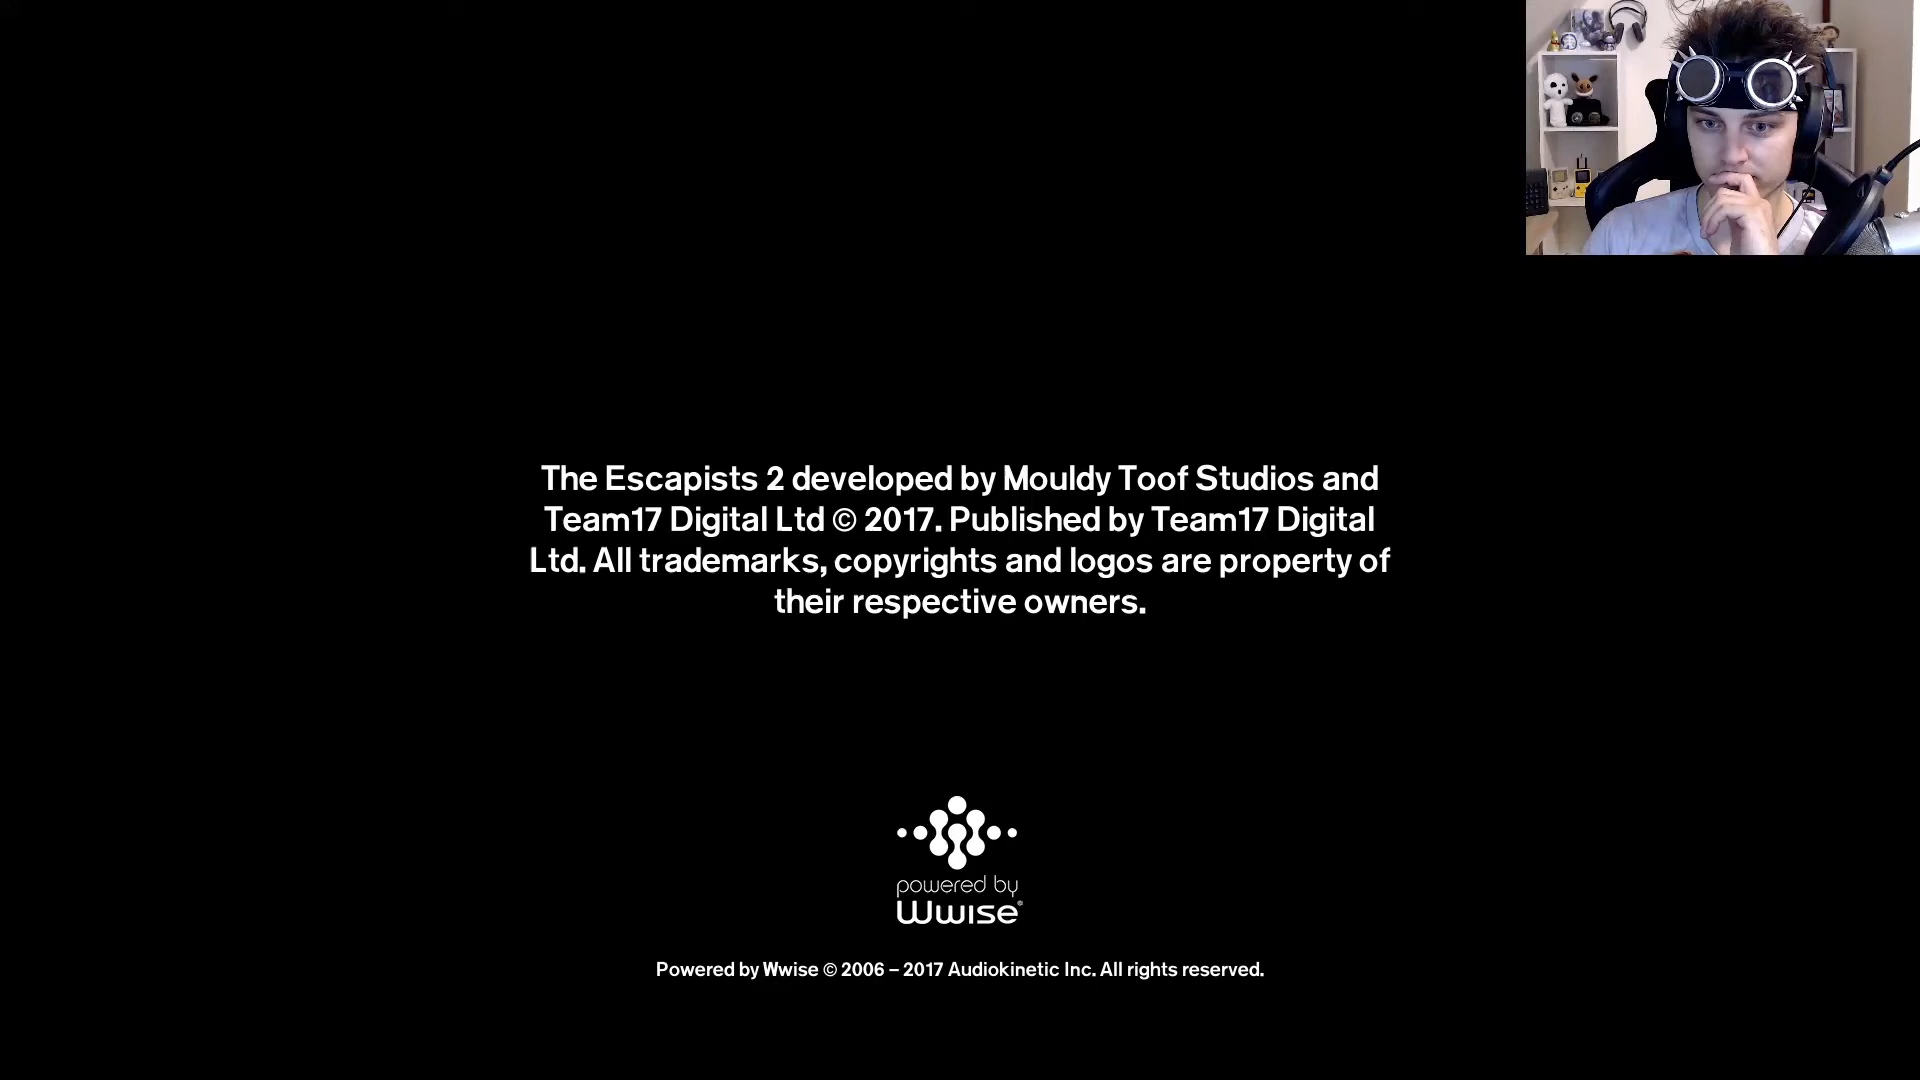 The Escapists 2 developed by Mouldy Toof Studios and
Team17 Digital Ltd © 2017. Published by Team17 Digital
Ltd. All trademarks, copyrights and logos are property of
their respective owners.
powered by
Wwise®
Powered by Wwise © 2006 – 2017 Audiokinetic Inc. All rights reserved.